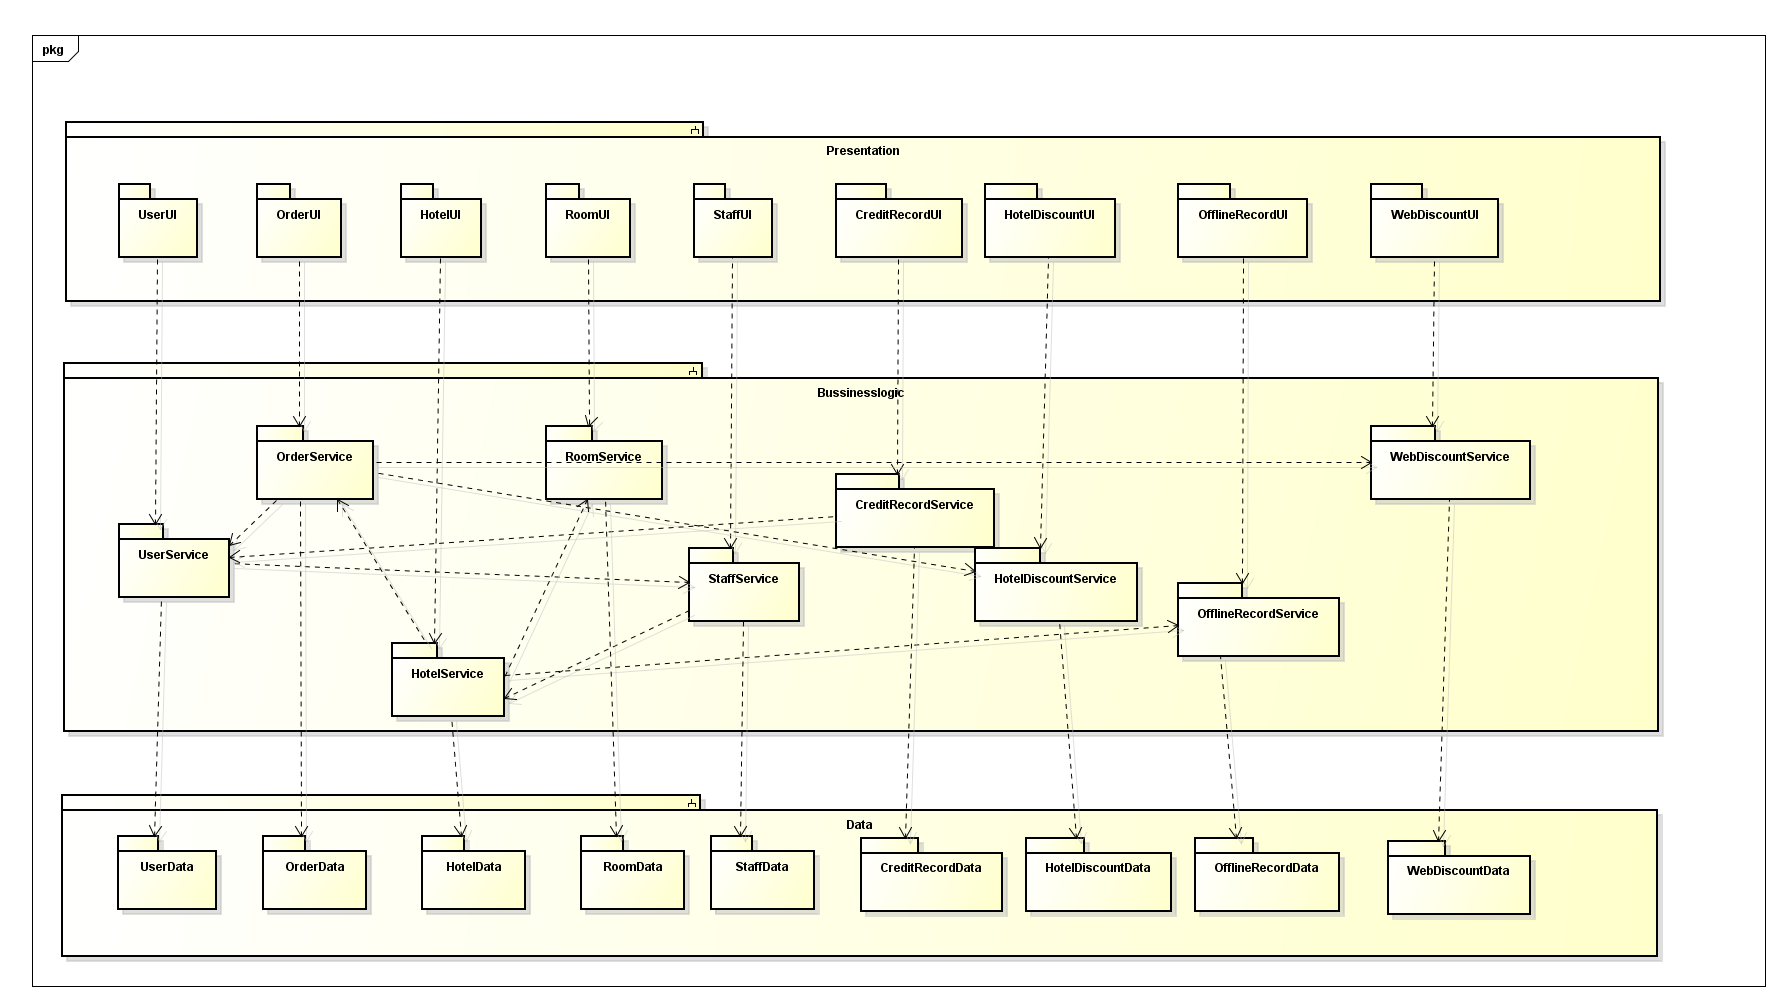 pkg
Presentation
UserUI
OrderUI
HotelUI
RoomUI
StaffUI
CreditRecordUI
HotelDiscountUI
OfflineRecordUI
WebDiscountUI
Bussinesslogic
OrderService
RoomService
WebDiscountService
CreditRecordService
UserService
StaffService
HotelDiscountService
OfflineRecordService
HotelService
Data
UserData
OrderData
HotelData
RoomData
StaffData
CreditRecordData
HotelDiscountData
OfflineRecordData
WebDiscountData